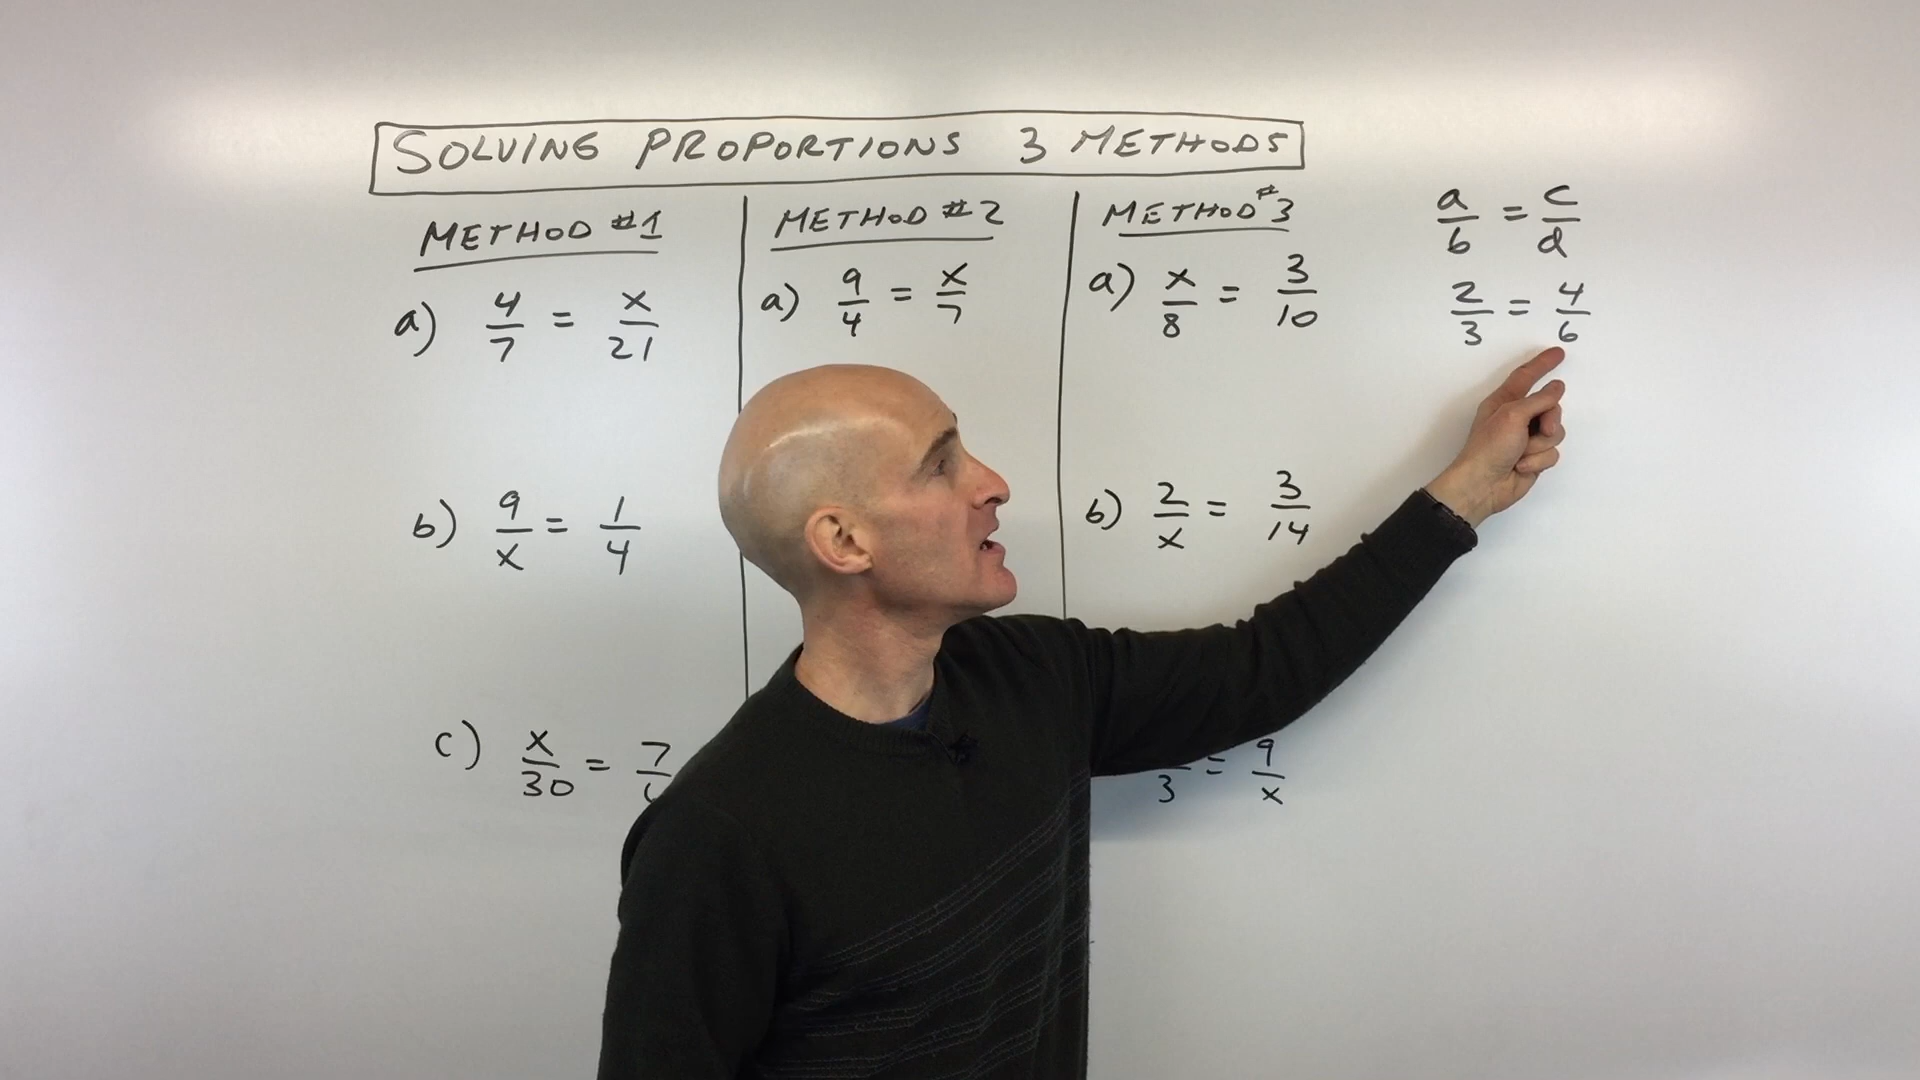 SOLVING PROPORTIONS 3 METHODS
METHOD #1
a) 4/7 = x/21
b) 9/x = 1/4
c) x/30 = 7/
METHOD #2
a) 9/4 = x/7
METHOD #3
a) x/8 = 3/10
b) 2/x = 3/14
/3 = 9/x
a/b = c/d
2/3 = 4/6